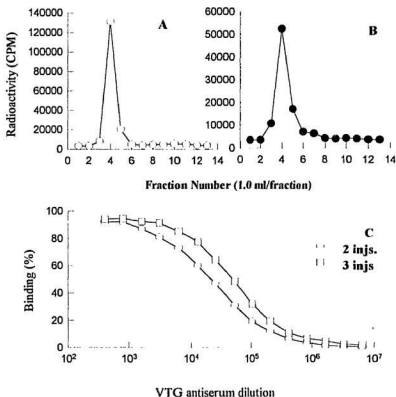 140000
120000
100000
80000
60000
40000
20000
0
A
0 2 4 6 8 10 12 14
Radioactivity (CPM)
60000
50000
40000
30000
20000
10000
0
B
0 2 4 6 8 10 12 14
Fraction Number (1.0 ml/fraction)
100
80
60
40
20
0
Binding (%)
C
2 injs.
3 injs
10² 10³ 10⁴ 10⁵ 10⁶ 10⁷
VTG antiserum dilution